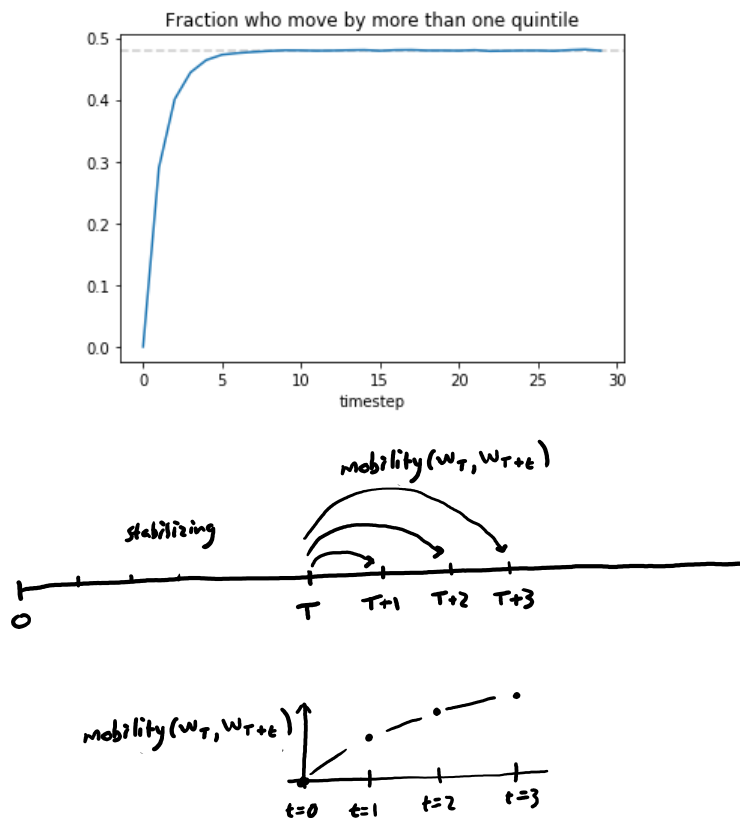 Fraction who move by more than one quintile
0.5
0.4
0.3
0.2
0.1
0.0
0 5 10 15 20 25 30
timestep
mobility(W_T, W_T+t)
stabilizing
0 T T+1 T+2 T+3
mobility(W_T, W_T+t)
t=0 t=1 t=2 t=3